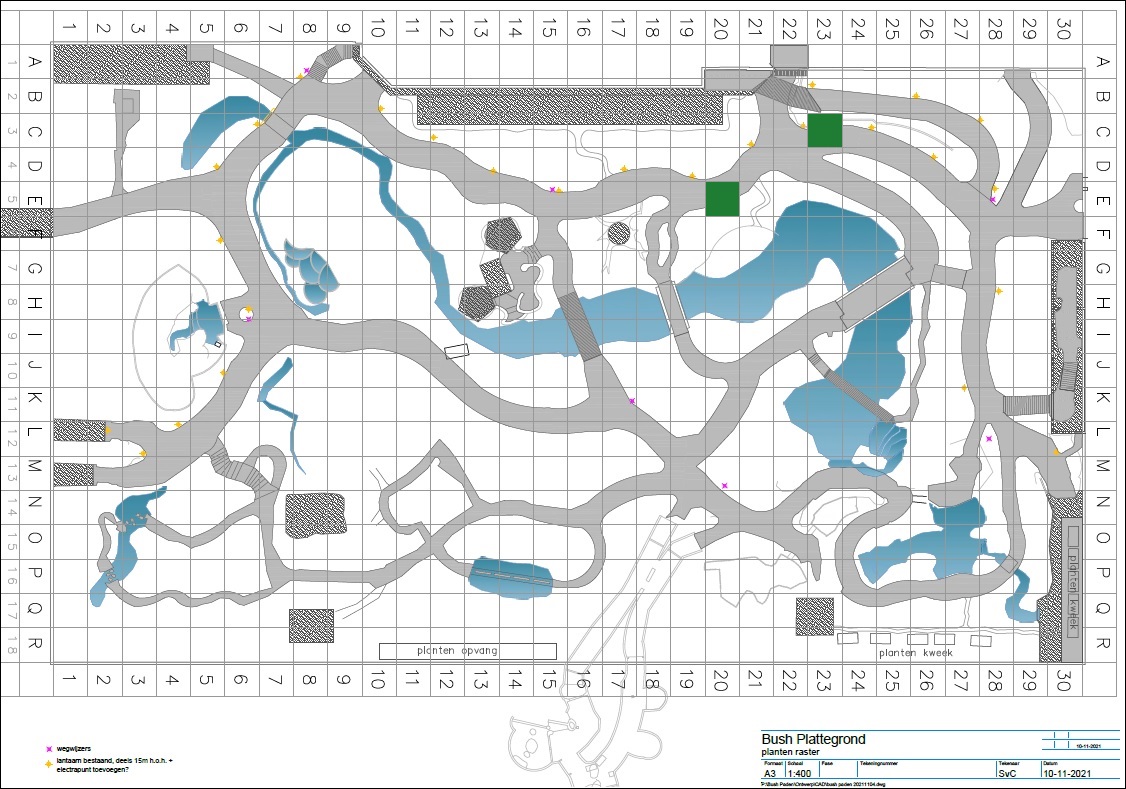 1 2 3 4 5 6 7 8 9 10 11 12 13 14 15 16 17 18 19 20 21 22 23 24 25 26 27 28 29 30
1 A A
2 B B
3 C C
4 D D
5 E E
F F
7 G G
8 H H
9 I I
10 J J
11 K K
12 L L
13 M M
14 N N
15 O O
16 P P
17 Q Q
18 R R
planten kweek
planten opvang
planten kweek
1 2 3 4 5 6 7 8 9 10 11 12 13 14 15 16 17 18 19 20 21 22 23 24 25 26 27 28 29 30
wegwijzers
lantaarn bestaand, deels 15m h.o.h. +
electrapunt toevoegen?
Bush Plattegrond
planten raster
10-11-2021
Formaat Schaal Fase Tekeningnummer Tekenaar Datum
A3 1:400 SvC 10-11-2021
P:\Bush Paden\Ontwerp\CAD\bush paden 20211104.dwg